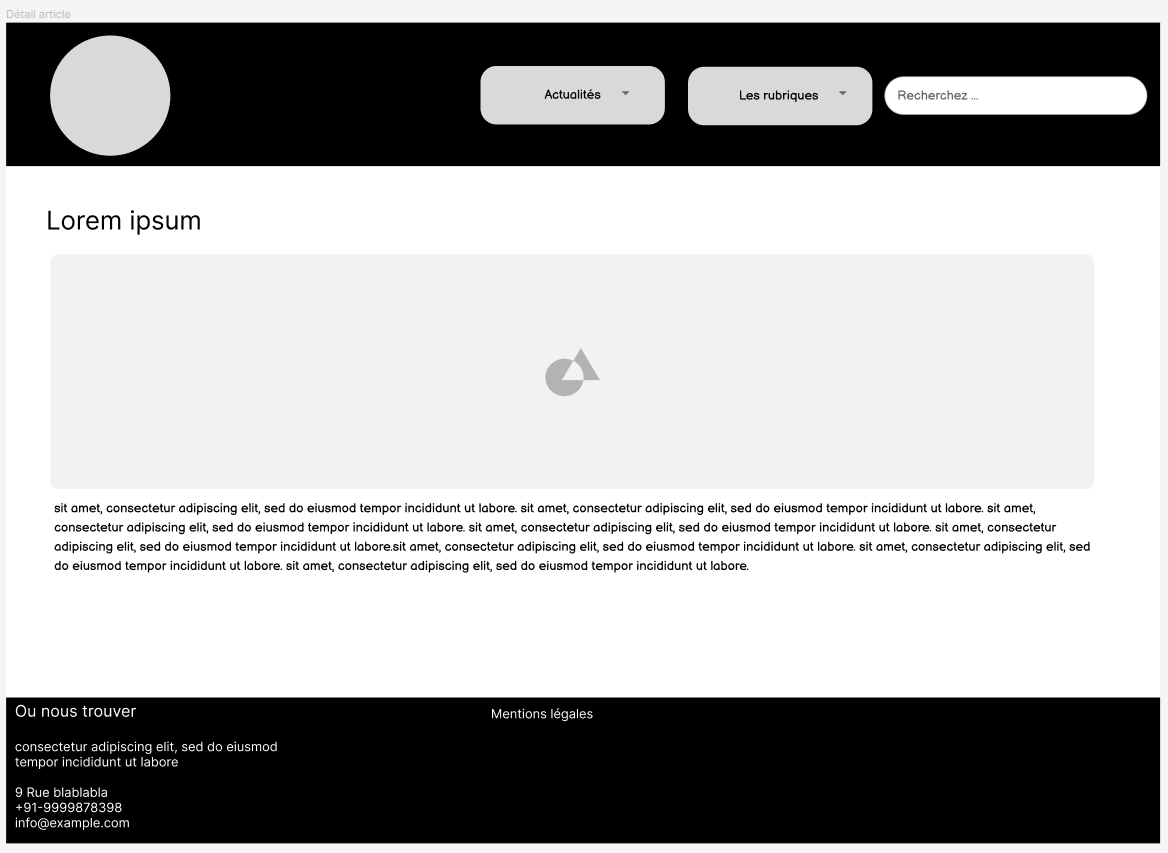 Détail article
Actualités
Les rubriques
Recherchez ...
Lorem ipsum
sit amet, consectetur adipiscing elit, sed do eiusmod tempor incididunt ut labore. sit amet, consectetur adipiscing elit, sed do eiusmod tempor incididunt ut labore. sit amet,
consectetur adipiscing elit, sed do eiusmod tempor incididunt ut labore. sit amet, consectetur adipiscing elit, sed do eiusmod tempor incididunt ut labore. sit amet, consectetur
adipiscing elit, sed do eiusmod tempor incididunt ut labore.sit amet, consectetur adipiscing elit, sed do eiusmod tempor incididunt ut labore. sit amet, consectetur adipiscing elit, sed
do eiusmod tempor incididunt ut labore. sit amet, consectetur adipiscing elit, sed do eiusmod tempor incididunt ut labore.
Ou nous trouver
consectetur adipiscing elit, sed do eiusmod
tempor incididunt ut labore
9 Rue blablabla
+91-9999878398
info@example.com
Mentions légales